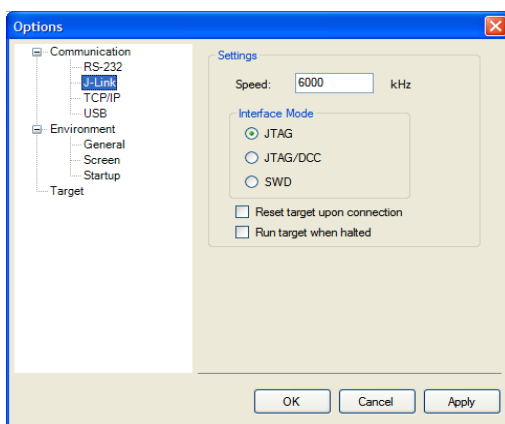 Options
Communication
RS-232
J-Link
TCP/IP
USB
Environment
General
Screen
Startup
Target
Settings
Speed: 6000 kHz
Interface Mode
JTAG
JTAG/DCC
SWD
Reset target upon connection
Run target when halted
OK Cancel Apply